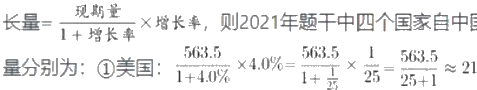 长量=现期量/1+增长率×增长率，则2021年题干中四个国家自中国
量分别为：①美国：563.5/1+4.0%×4.0%=563.5/1+1/25×1/25=563.5/25+1≈21